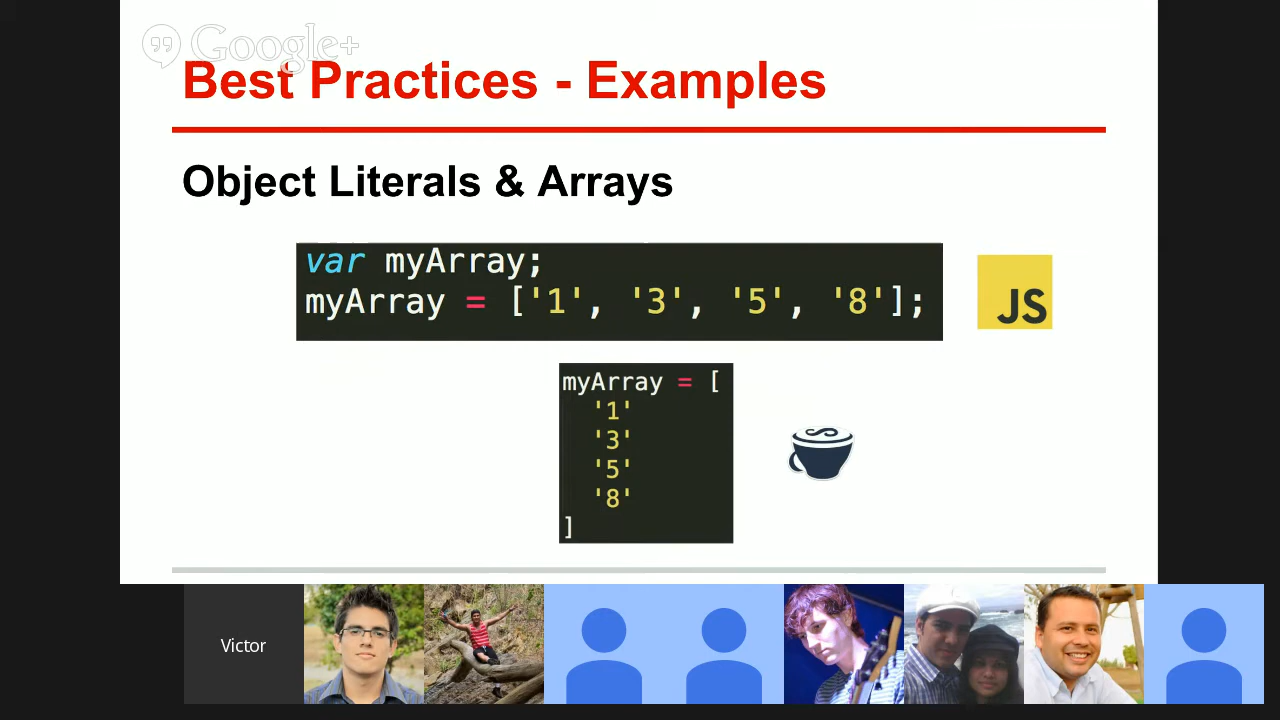 Google+
Best Practices - Examples
Object Literals & Arrays
var myArray;
myArray = ['1', '3', '5', '8'];
JS
myArray = [
'1'
'3'
'5'
'8'
]
Victor